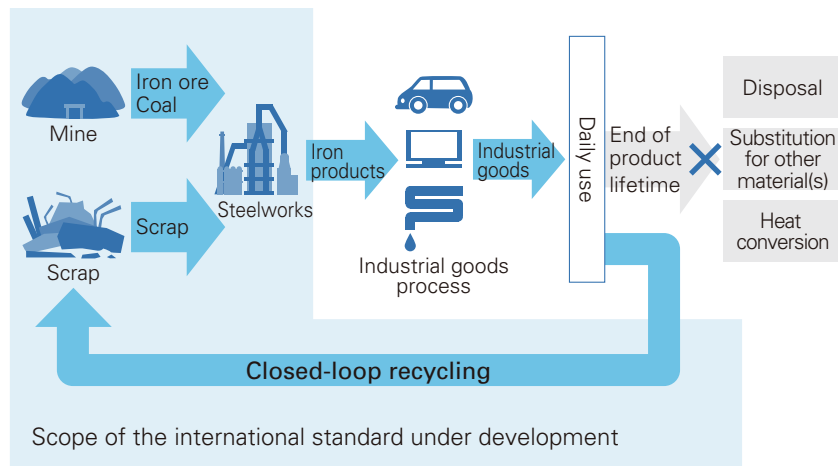 Iron ore
Coal
Mine
Scrap
Scrap
Steelworks
Iron
products
Industrial goods
process
Industrial
goods
Daily use
End of
product
lifetime
Disposal
Substitution
for other
material(s)
Heat
conversion
Closed-loop recycling
Scope of the international standard under development